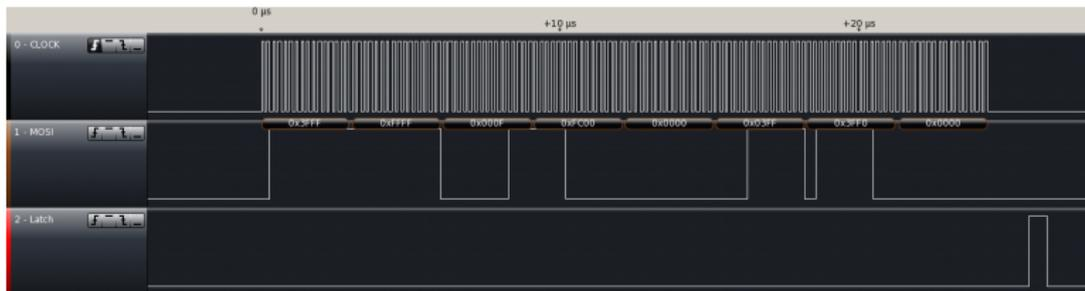 0 µs
+10 µs
+20 µs
0 - CLOCK
1 - MOSI
0x3FFF 0xFFFF 0x000F 0xFC00 0x0000 0x03FF 0x3FF0 0x0000
2 - Latch